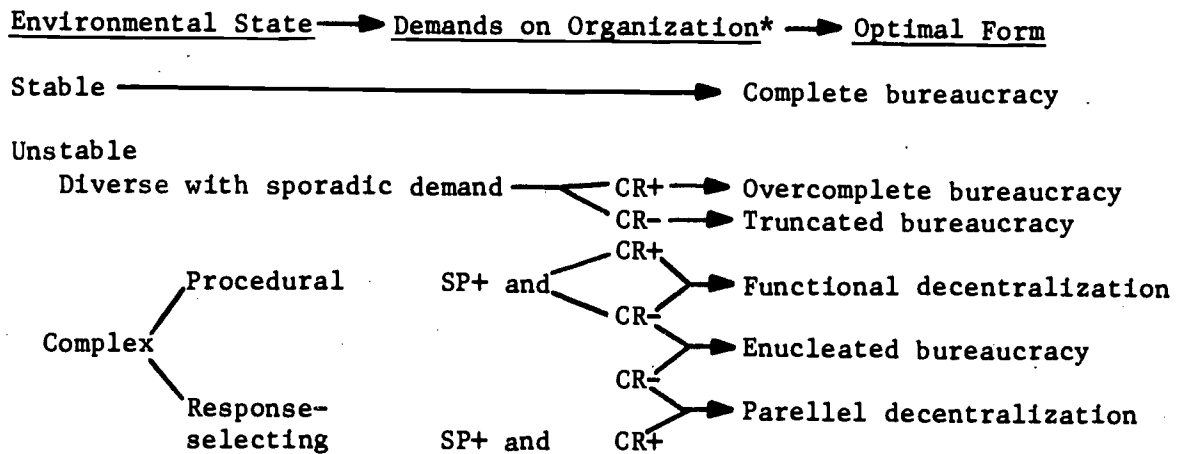 Environmental State Demands on Organization* Optimal Form
Stable Complete bureaucracy
Unstable
Diverse with sporadic demand CR+ Overcomplete bureaucracy
CR- Truncated bureaucracy
CR+
Procedural SP+ and Functional decentralization
CR-
Complex Enucleated bureaucracy
CR-
Response- Parellel decentralization
selecting SP+ and CR+